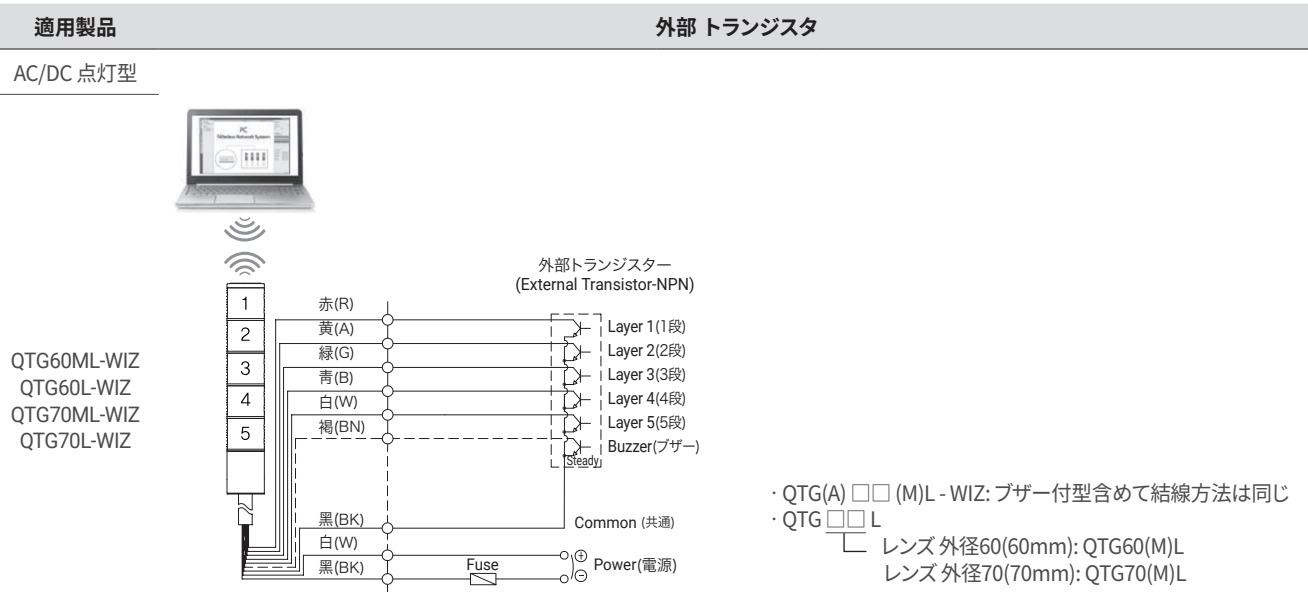 適用製品
外部 トランジスタ
AC/DC 点灯型
PC
Wireless Network System
外部トランジスター
(External Transistor-NPN)
1
2
3
4
5
赤(R)
黄(A)
緑(G)
青(B)
白(W)
褐(BN)
Layer 1(1段)
Layer 2(2段)
Layer 3(3段)
Layer 4(4段)
Layer 5(5段)
Buzzer(ブザー)
Steady
QTG60ML-WIZ
QTG60L-WIZ
QTG70ML-WIZ
QTG70L-WIZ
黒(BK)
白(W)
黒(BK)
Common (共通)
Fuse
⊕
⊖
Power(電源)
· QTG(A) □□ (M)L - WIZ: ブザー付型含めて結線方法は同じ
· QTG □□ L
レンズ 外径60(60mm): QTG60(M)L
レンズ 外径70(70mm): QTG70(M)L